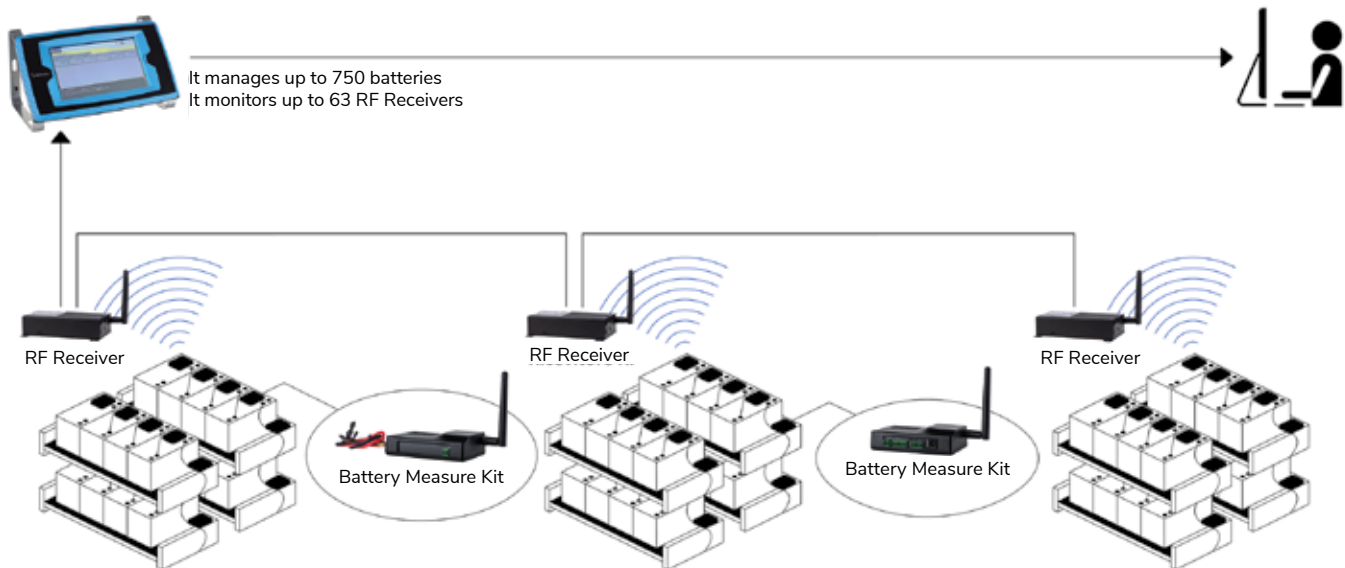 It manages up to 750 batteries
It monitors up to 63 RF Receivers
RF Receiver
RF Receiver
RF Receiver
Battery Measure Kit
Battery Measure Kit